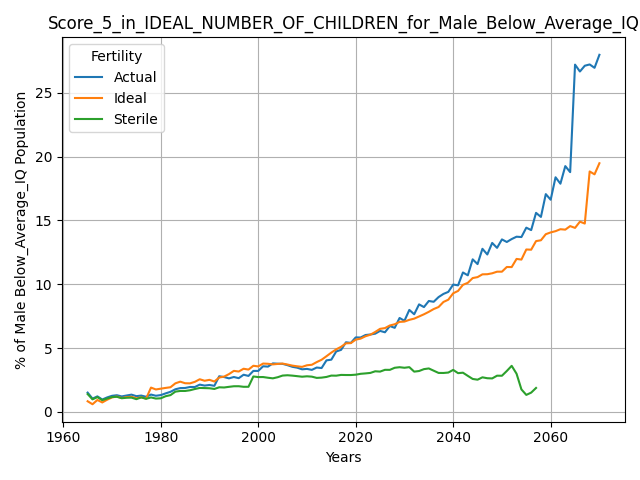 Score_5_in_IDEAL_NUMBER_OF_CHILDREN_for_Male_Below_Average_IQ
Fertility
Actual
Ideal
Sterile
% of Male Below_Average_IQ Population
25
20
15
10
5
0
1960
1980
2000
2020
2040
2060
Years